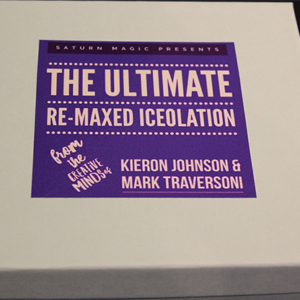 SATURN MAGIC PRESENTS
THE ULTIMATE
RE-MAXED ICEOLATION
from
the
CREATIVE
MINDS of
KIERON JOHNSON &
MARK TRAVERSONI